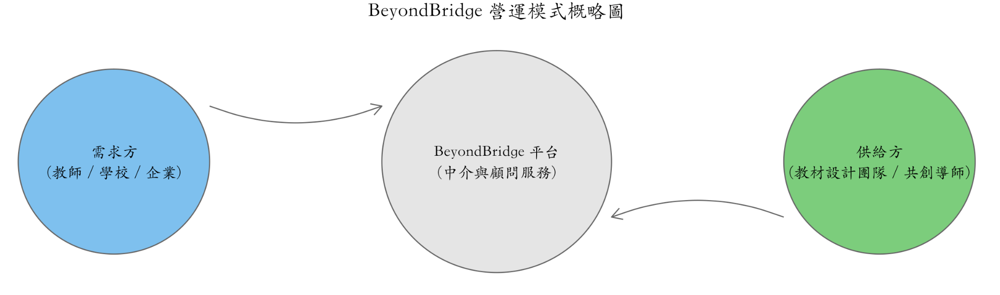 BeyondBridge 營運模式概略圖
需求方
(教師 / 學校 / 企業)
BeyondBridge 平台
(中介與顧問服務)
供給方
(教材設計團隊 / 共創導師)